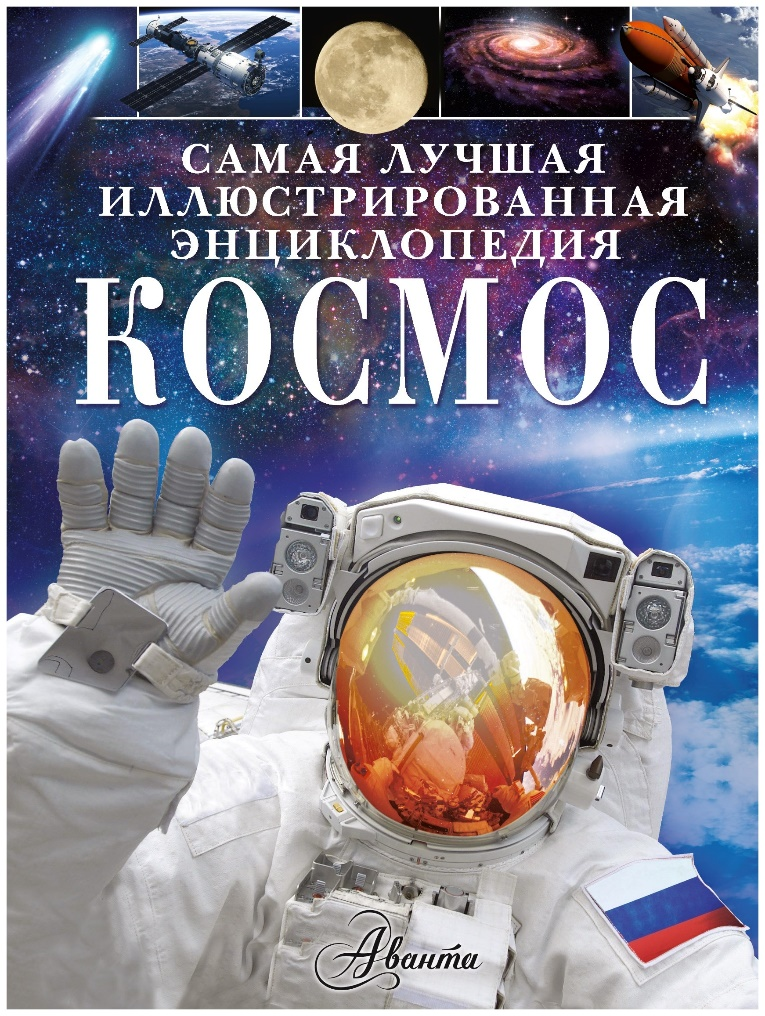 САМАЯ ЛУЧШАЯ
ИЛЛЮСТРИРОВАННАЯ
ЭНЦИКЛОПЕДИЯ
КОСМОС
Аванта